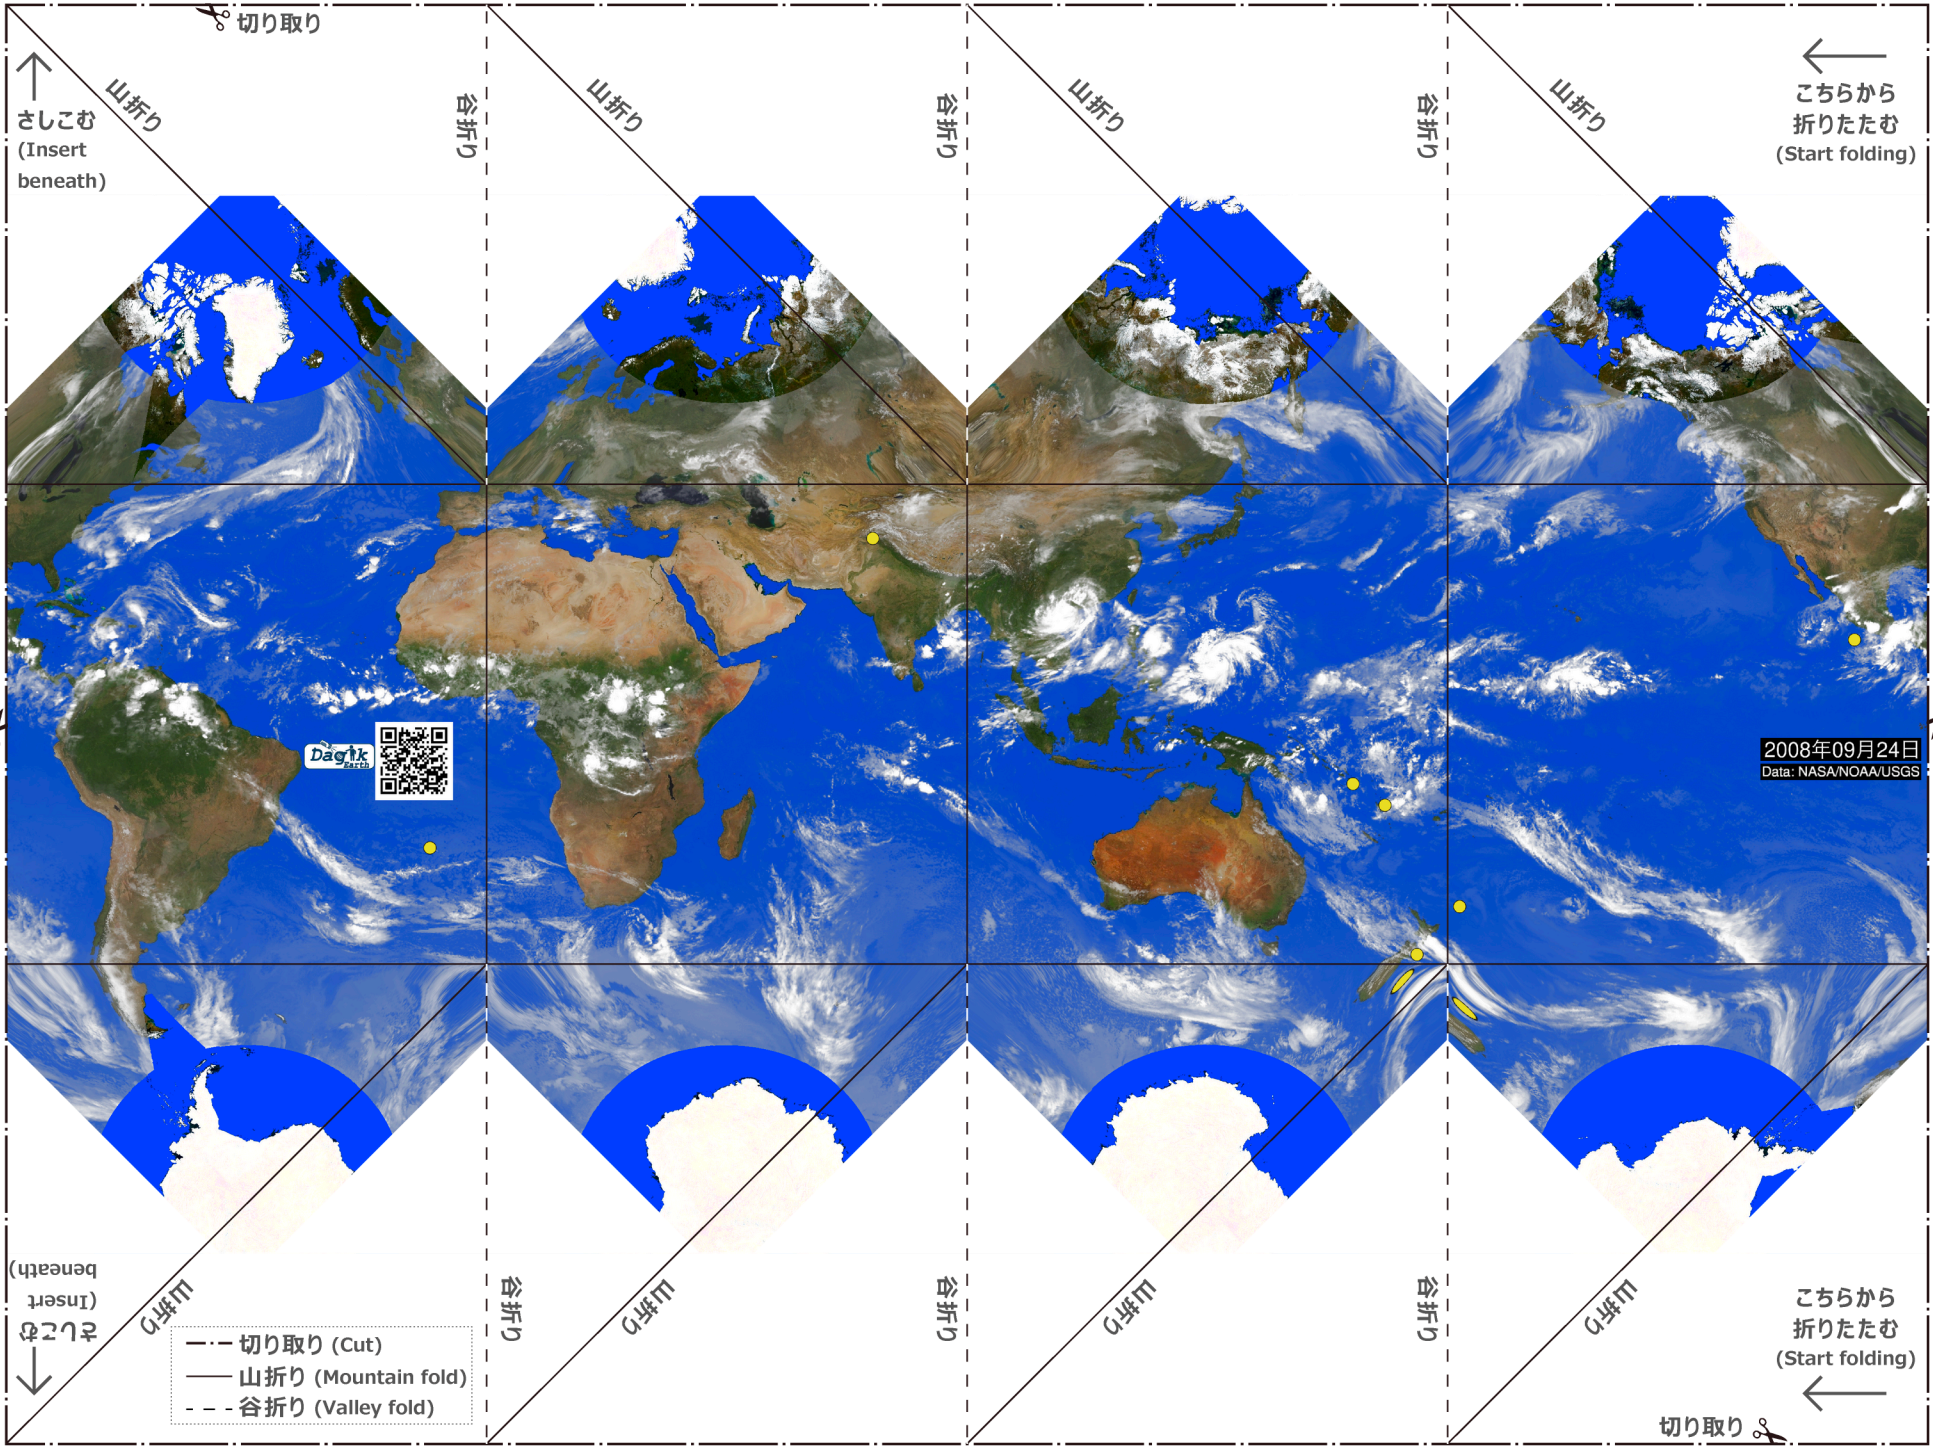 切り取り
山折り
谷折り
山折り
谷折り
山折り
谷折り
山折り
さしこむ
(Insert
beneath)
こちらから
折りたたむ
(Start folding)
Dagik
Earth
2008年09月24日
Data: NASA/NOAA/USGS
さしこむ
(Insert
beneath)
山折り
谷折り
山折り
谷折り
山折り
谷折り
山折り
こちらから
折りたたむ
(Start folding)
切り取り (Cut)
山折り (Mountain fold)
谷折り (Valley fold)
切り取り